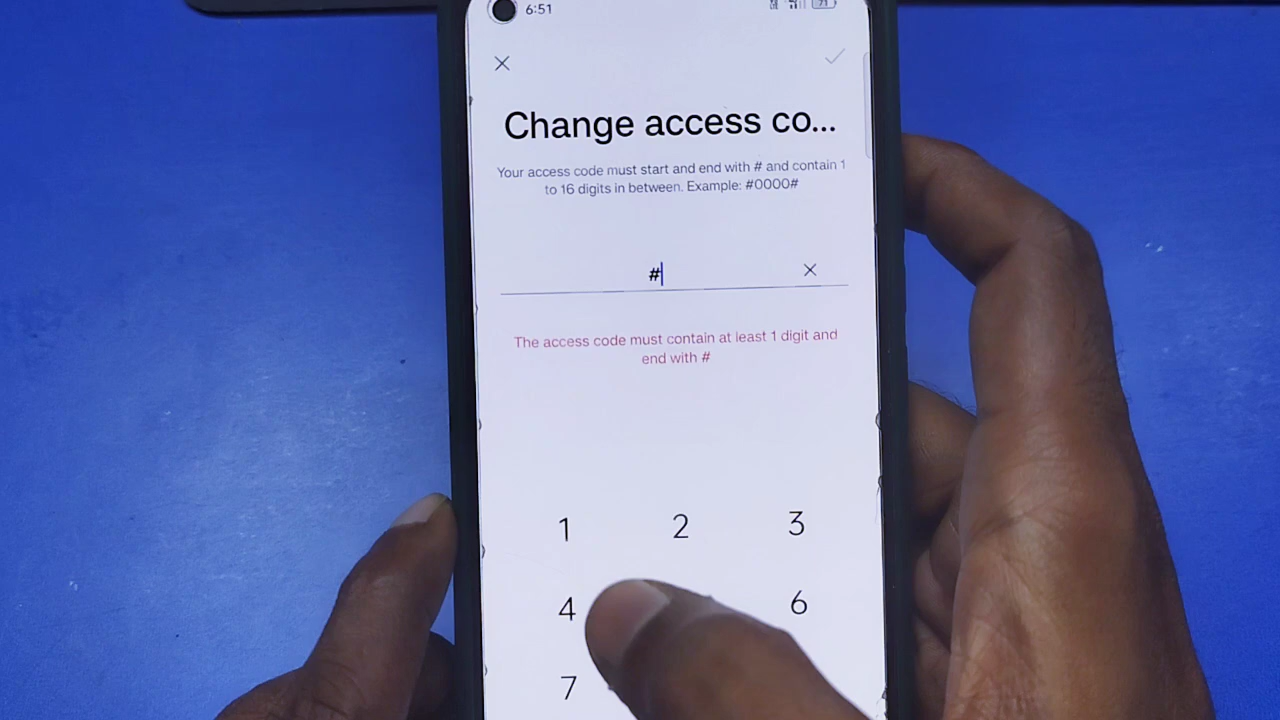 6:51
71
Change access co...
Your access code must start and end with # and contain 1
to 16 digits in between. Example: #0000#
#
The access code must contain at least 1 digit and
end with #
1 2 3
4 6
7